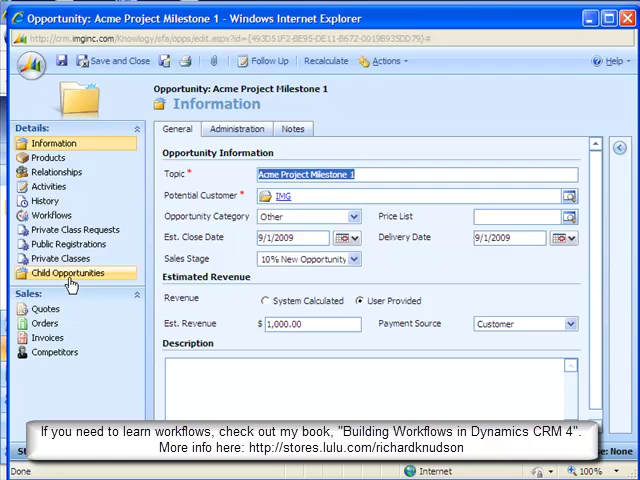 Opportunity: Acme Project Milestone 1 - Windows Internet Explorer
http://crm.imginc.com/Knowlogy/sfa/opps/edit.aspx?id={493D51F2-BE95-DE11-B672-0019B935DAEB}#
Save and Close Follow Up Recalculate Actions Help
Opportunity: Acme Project Milestone 1
Information
Details:
Information
Products
Relationships
Activities
History
Workflows
Private Class Requests
Public Registrations
Private Classes
Child Opportunities
Sales:
Quotes
Orders
Invoices
Competitors
General Administration Notes
Opportunity Information
Topic * Acme Project Milestone 1
Potential Customer * IMG
Opportunity Category Other Price List
Est. Close Date 9/1/2009 Delivery Date 9/1/2009
Sales Stage 10% New Opportunity
Estimated Revenue
Revenue System Calculated User Provided
Est. Revenue $ 1,000.00 Payment Source Customer
Description
If you need to learn workflows, check out my book, "Building Workflows in Dynamics CRM 4".
More info here: http://stores.lulu.com/richardknudson
None
Done Internet 100%